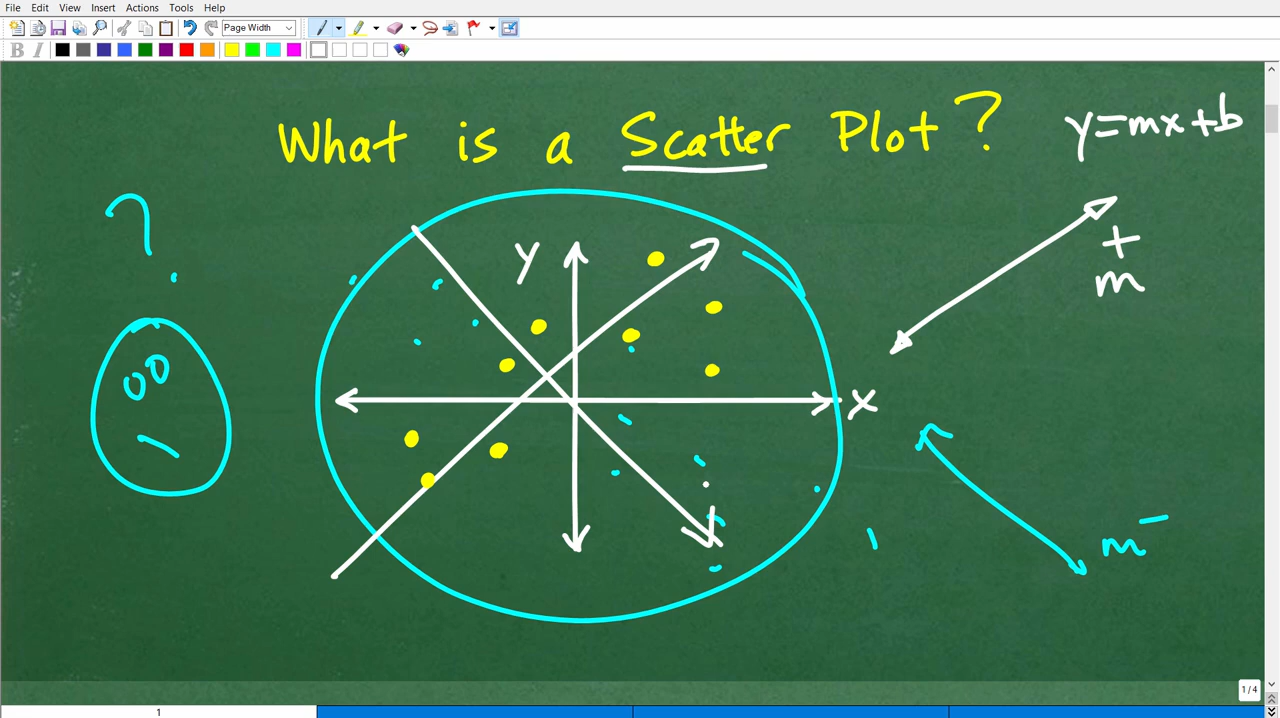 File Edit View Insert Actions Tools Help
Page Width
B I
What is a Scatter Plot?
y=mx+b
?
y
+
m
x
m -
1/4
1